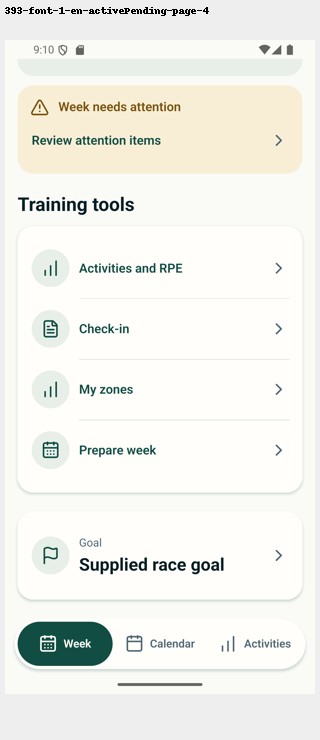 393-font-1-en-activePending-page-4
9:10
Week needs attention
Review attention items
Training tools
Activities and RPE
Check-in
My zones
Prepare week
Goal
Supplied race goal
Week
Calendar
Activities